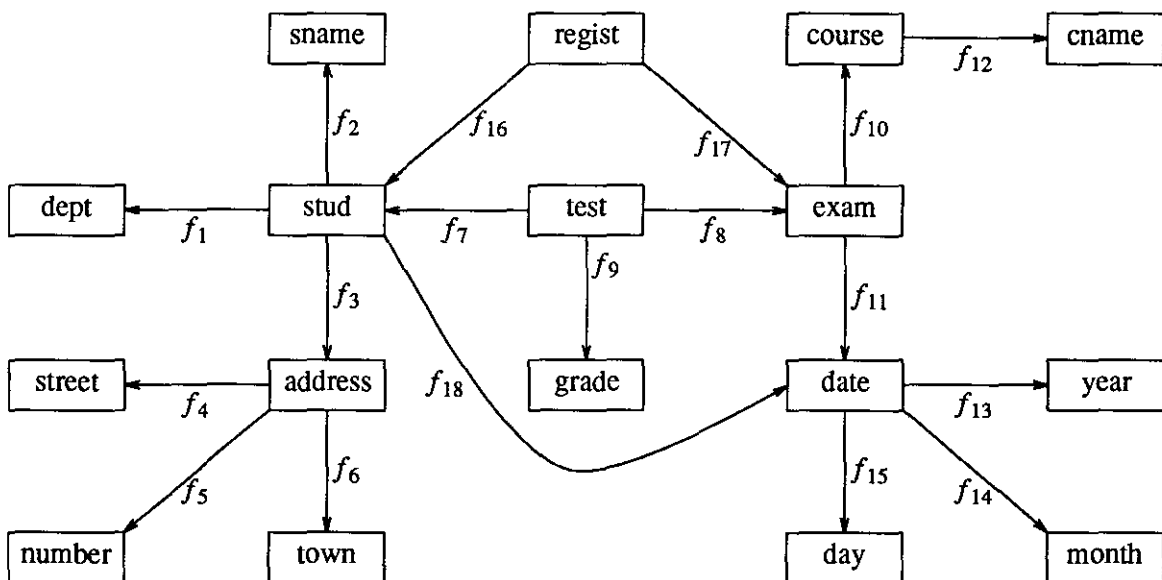 sname regist course cname
f12
f2 f16 f17 f10
dept stud test exam
f1 f7 f8
f9
f3 f11
street address grade date year
f4 f18 f13
f6 f15
f5 f14
number town day month